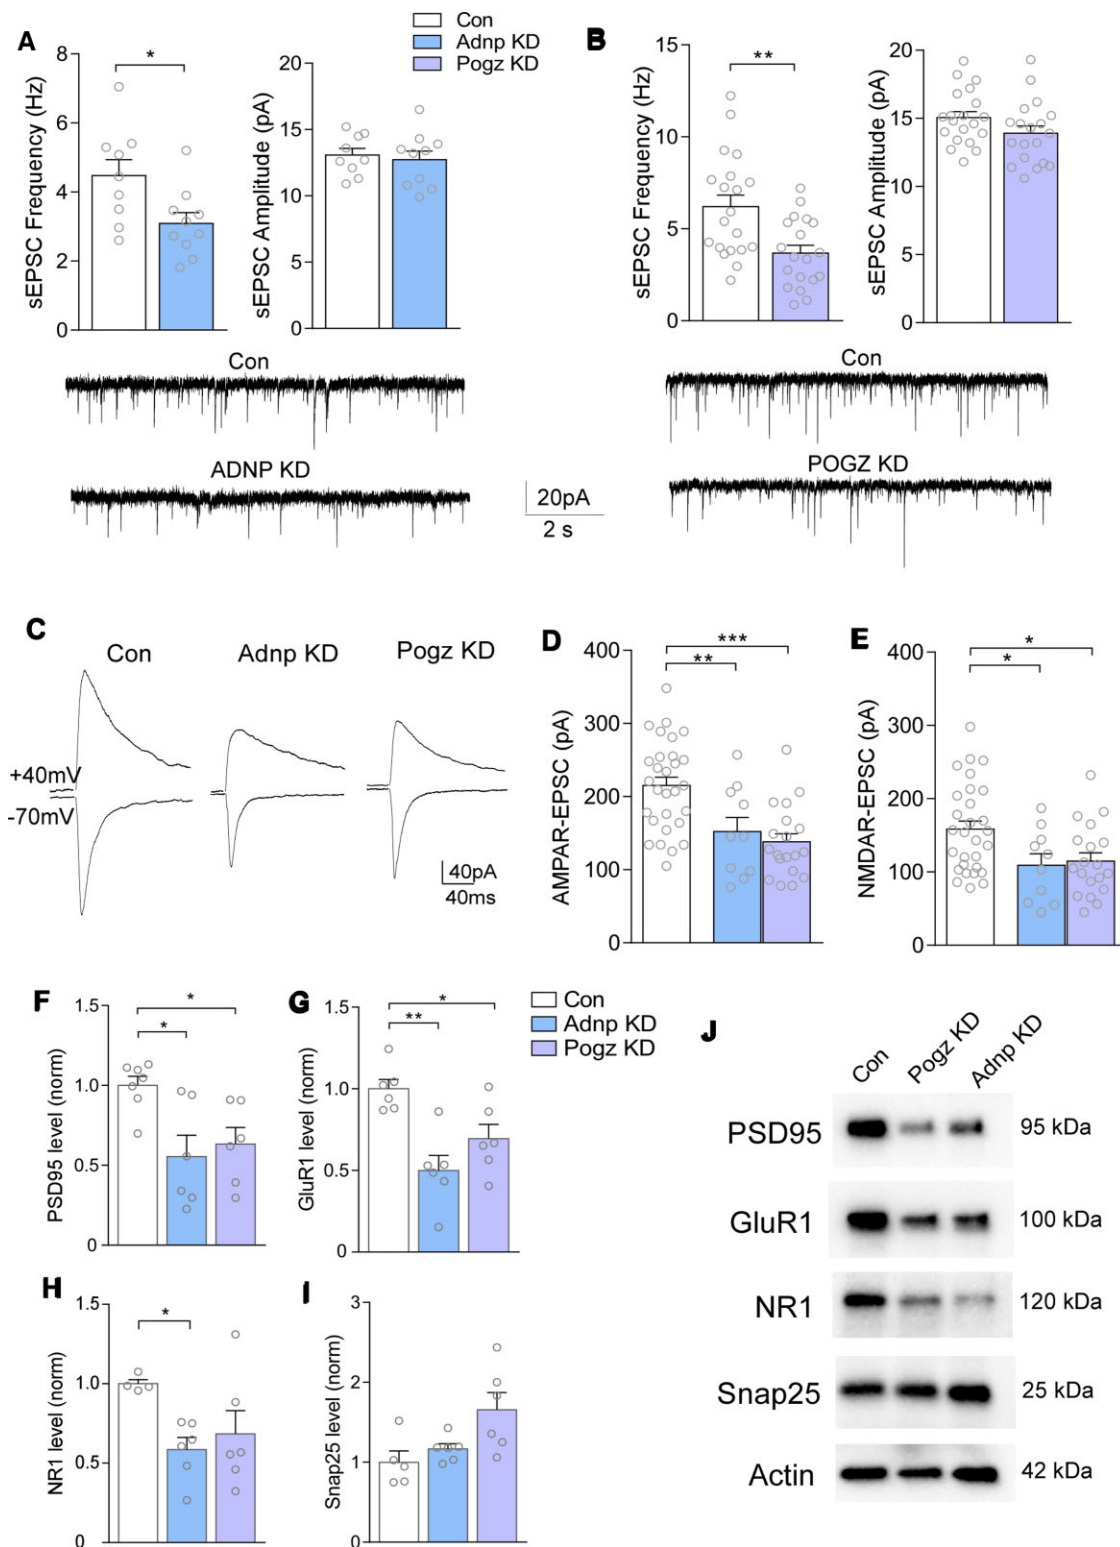 A
sEPSC Frequency (Hz)
8
6
4
2
0
*
sEPSC Amplitude (pA)
20
15
10
5
0
Con
Adnp KD
Pogz KD
B
sEPSC Frequency (Hz)
15
10
5
0
**
sEPSC Amplitude (pA)
20
15
10
5
0
Con
ADNP KD
20pA
2 s
Con
POGZ KD
C
Con
Adnp KD
Pogz KD
+40mV
-70mV
40pA
40ms
D
AMPAR-EPSC (pA)
400
300
200
100
0
***
**
E
NMDAR-EPSC (pA)
400
300
200
100
0
*
*
F
PSD95 level (norm)
1.5
1.0
0.5
0
*
*
G
GluR1 level (norm)
1.5
1.0
0.5
0
*
**
Con
Adnp KD
Pogz KD
H
NR1 level (norm)
1.5
1.0
0.5
0
*
I
Snap25 level (norm)
3
2
1
0
J
Con
Pogz KD
Adnp KD
PSD95
95 kDa
GluR1
100 kDa
NR1
120 kDa
Snap25
25 kDa
Actin
42 kDa